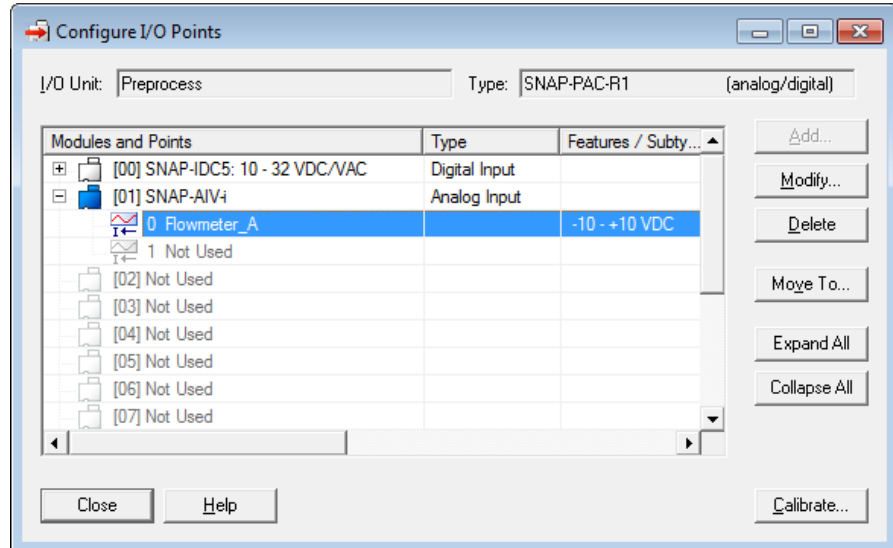 Configure I/O Points
I/O Unit: Preprocess Type: SNAP-PAC-R1 (analog/digital)
Modules and Points Type Features / Subty...
[00] SNAP-IDC5: 10 - 32 VDC/VAC Digital Input
[01] SNAP-AIV-i Analog Input
0 Flowmeter_A -10 - +10 VDC
1 Not Used
[02] Not Used
[03] Not Used
[04] Not Used
[05] Not Used
[06] Not Used
[07] Not Used
Add...
Modify...
Delete
Move To...
Expand All
Collapse All
Close Help Calibrate...